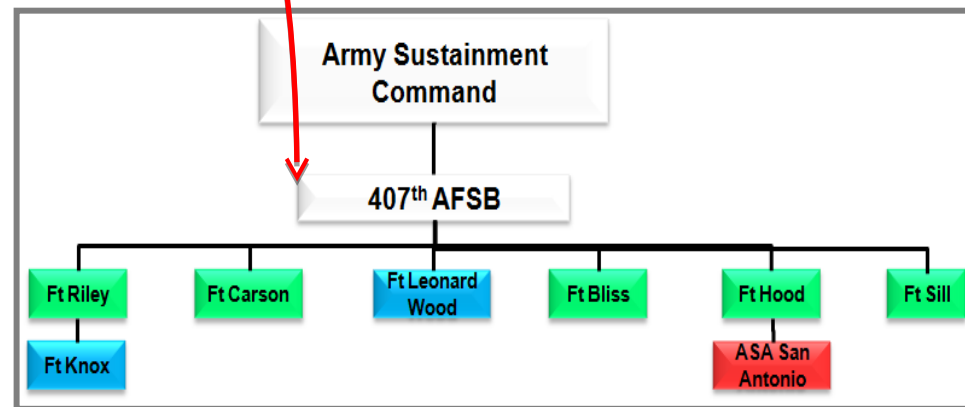 Army Sustainment
Command
407th AFSB
Ft Riley
Ft Carson
Ft Leonard
Wood
Ft Bliss
Ft Hood
Ft Sill
Ft Knox
ASA San
Antonio